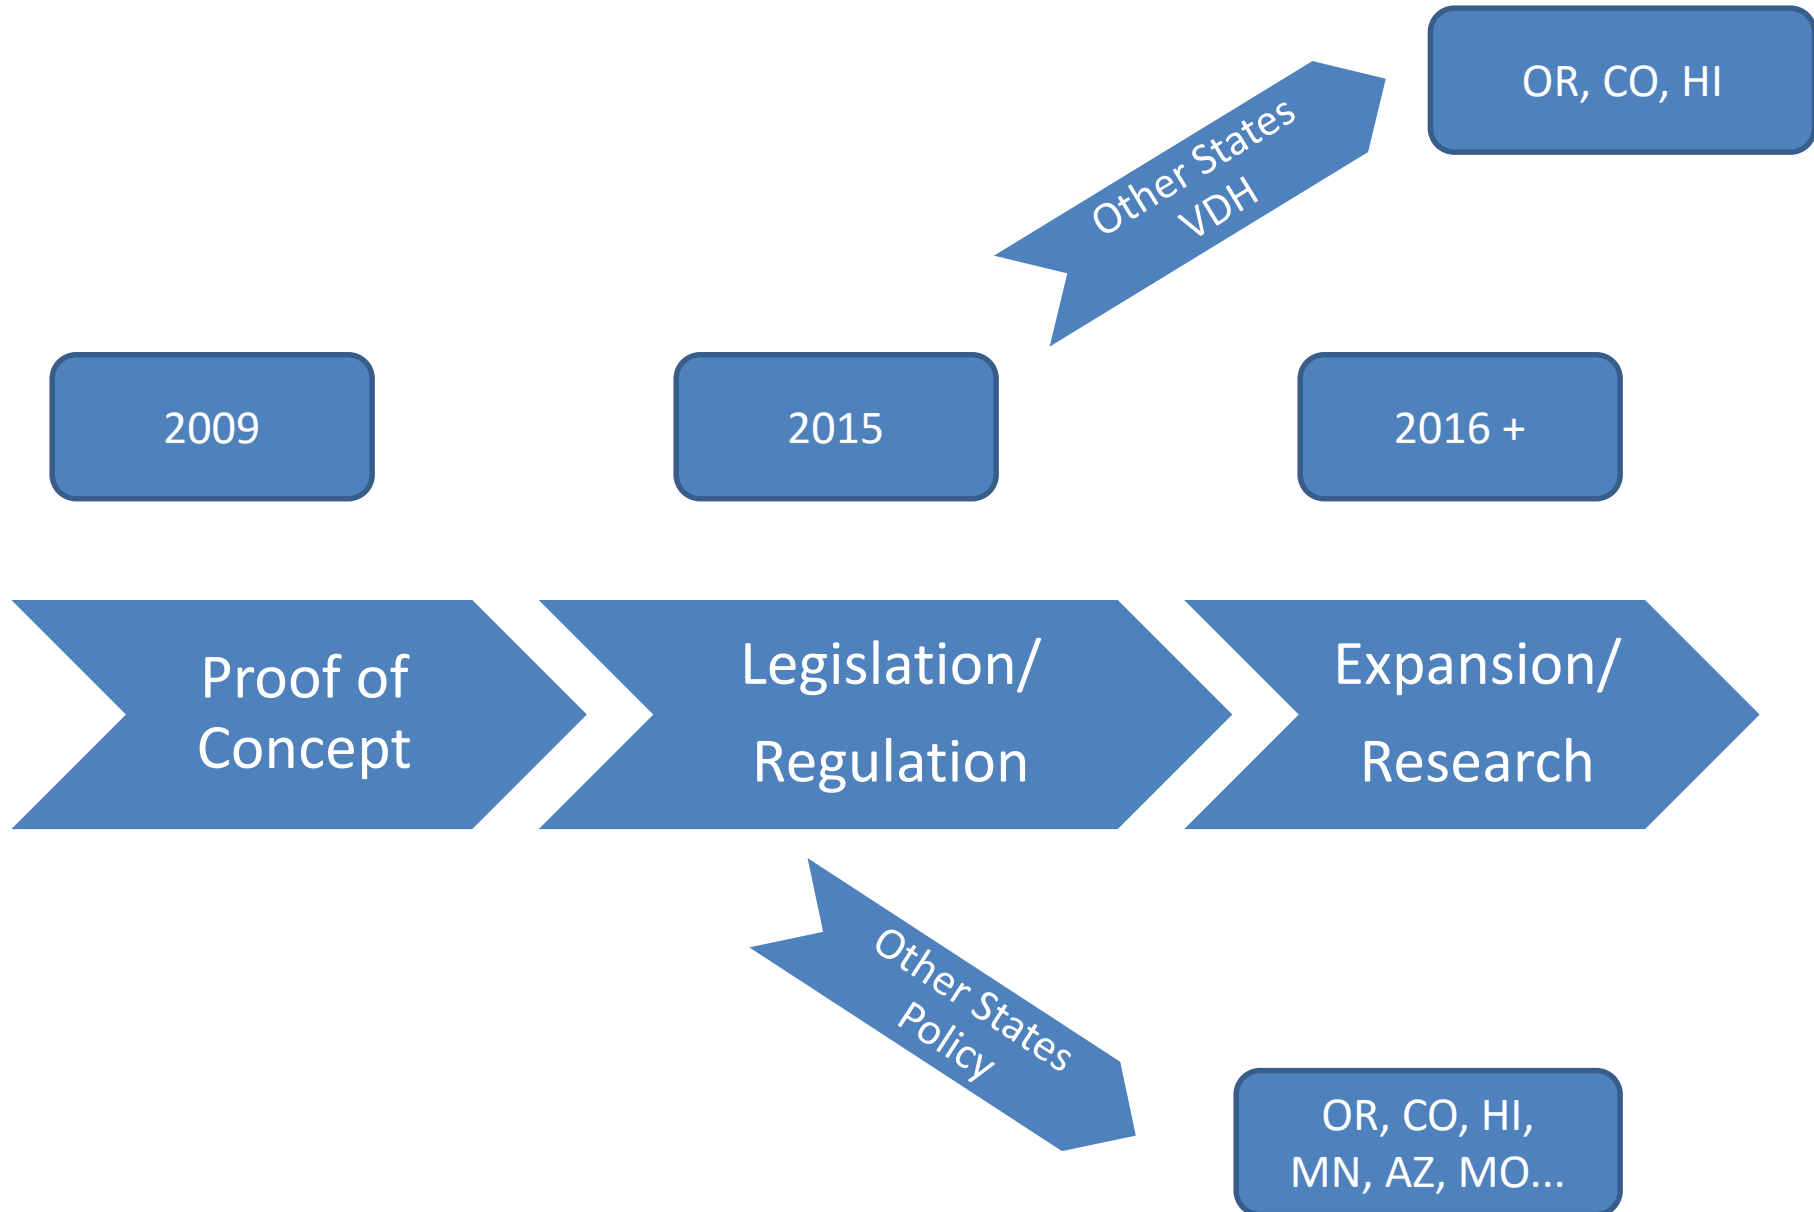 OR, CO, HI
Other States
VDH
2009
2015
2016 +
Proof of
Concept
Legislation/
Regulation
Expansion/
Research
Other States
Policy
OR, CO, HI,
MN, AZ, MO...